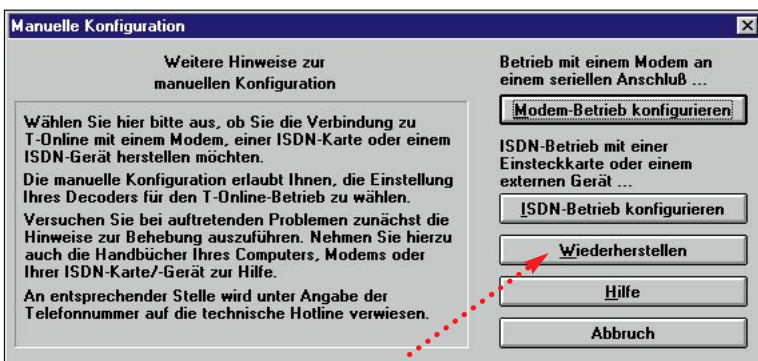 Manuelle Konfiguration
Weitere Hinweise zur
manuellen Konfiguration
Wählen Sie hier bitte aus, ob Sie die Verbindung zu
T-Online mit einem Modem, einer ISDN-Karte oder einem
ISDN-Gerät herstellen möchten.
Die manuelle Konfiguration erlaubt Ihnen, die Einstellung
Ihres Decoders für den T-Online-Betrieb zu wählen.
Versuchen Sie bei auftretenden Problemen zunächst die
Hinweise zur Behebung auszuführen. Nehmen Sie hierzu
auch die Handbücher Ihres Computers, Modems oder
Ihrer ISDN-Karte/-Gerät zur Hilfe.
An entsprechender Stelle wird unter Angabe der
Telefonnummer auf die technische Hotline verwiesen.
Betrieb mit einem Modem an
einem seriellen Anschluß ...
Modem-Betrieb konfigurieren
ISDN-Betrieb mit einer
Einsteckkarte oder einem
externen Gerät ...
ISDN-Betrieb konfigurieren
Wiederherstellen
Hilfe
Abbruch